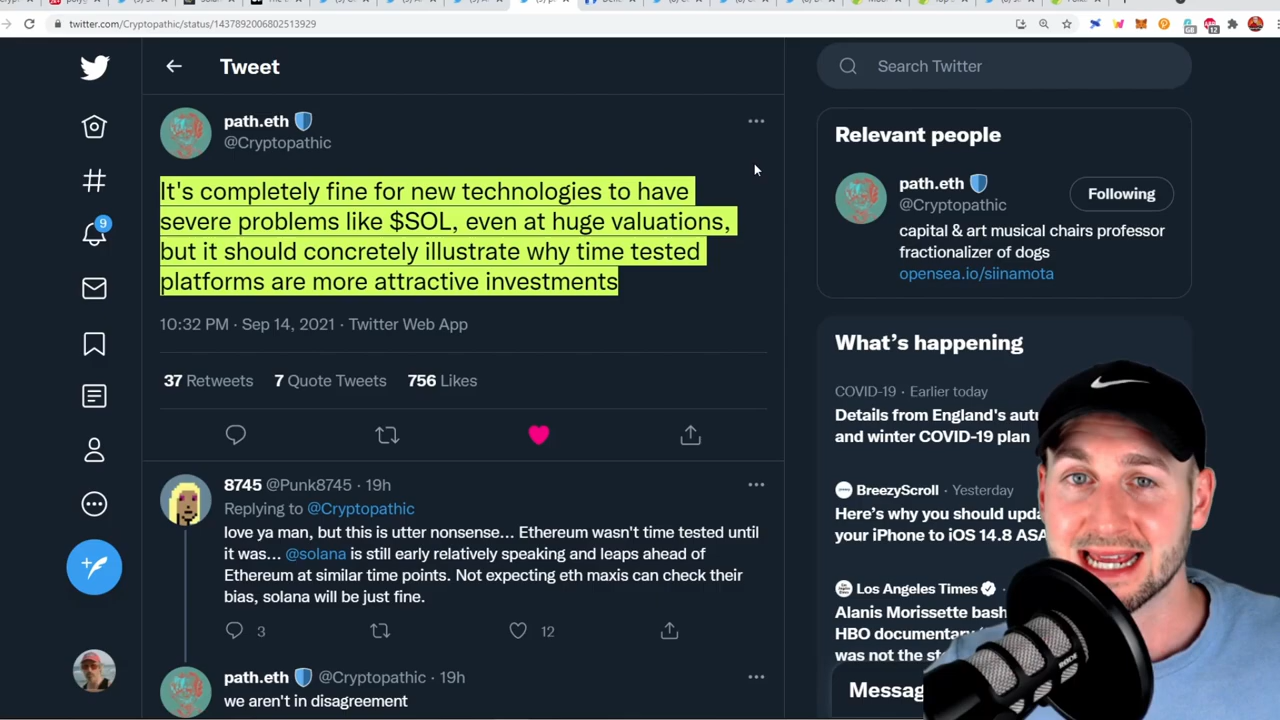 twitter.com/Cryptopathic/status/1437892006802513929
GB
12
Tweet
Search Twitter
path.eth
@Cryptopathic
It's completely fine for new technologies to have
severe problems like $SOL, even at huge valuations,
but it should concretely illustrate why time tested
platforms are more attractive investments
10:32 PM · Sep 14, 2021 · Twitter Web App
37 Retweets 7 Quote Tweets 756 Likes
9
8745 @Punk8745 · 19h
Replying to @Cryptopathic
love ya man, but this is utter nonsense... Ethereum wasn't time tested until
it was... @solana is still early relatively speaking and leaps ahead of
Ethereum at similar time points. Not expecting eth maxis can check their
bias, solana will be just fine.
3 12
path.eth @Cryptopathic · 19h
we aren't in disagreement
Relevant people
path.eth
@Cryptopathic
Following
capital & art musical chairs professor
fractionalizer of dogs
opensea.io/siinamota
What's happening
COVID-19 · Earlier today
Details from England's
and winter COVID-19 plan
BreezyScroll · Yesterday
Here's why you should
your iPhone to iOS 14.8
Los Angeles Times
Alanis Morissette
HBO
was not the
RODE